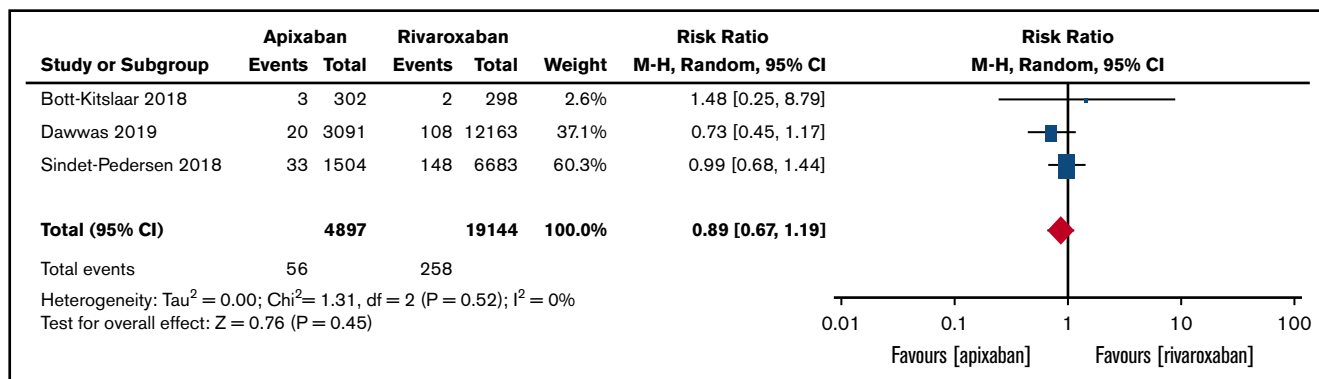 Apixaban Rivaroxaban Risk Ratio Risk Ratio
Study or Subgroup Events Total Events Total Weight M-H, Random, 95% CI M-H, Random, 95% CI
Bott-Kitslaar 2018 3 302 2 298 2.6% 1.48 [0.25, 8.79]
Dawwas 2019 20 3091 108 12163 37.1% 0.73 [0.45, 1.17]
Sindet-Pedersen 2018 33 1504 148 6683 60.3% 0.99 [0.68, 1.44]
Total (95% CI) 4897 19144 100.0% 0.89 [0.67, 1.19]
Total events 56 258
Heterogeneity: Tau² = 0.00; Chi²= 1.31, df = 2 (P = 0.52); I² = 0%
Test for overall effect: Z = 0.76 (P = 0.45)
0.01 0.1 1 10 100
Favours [apixaban] Favours [rivaroxaban]